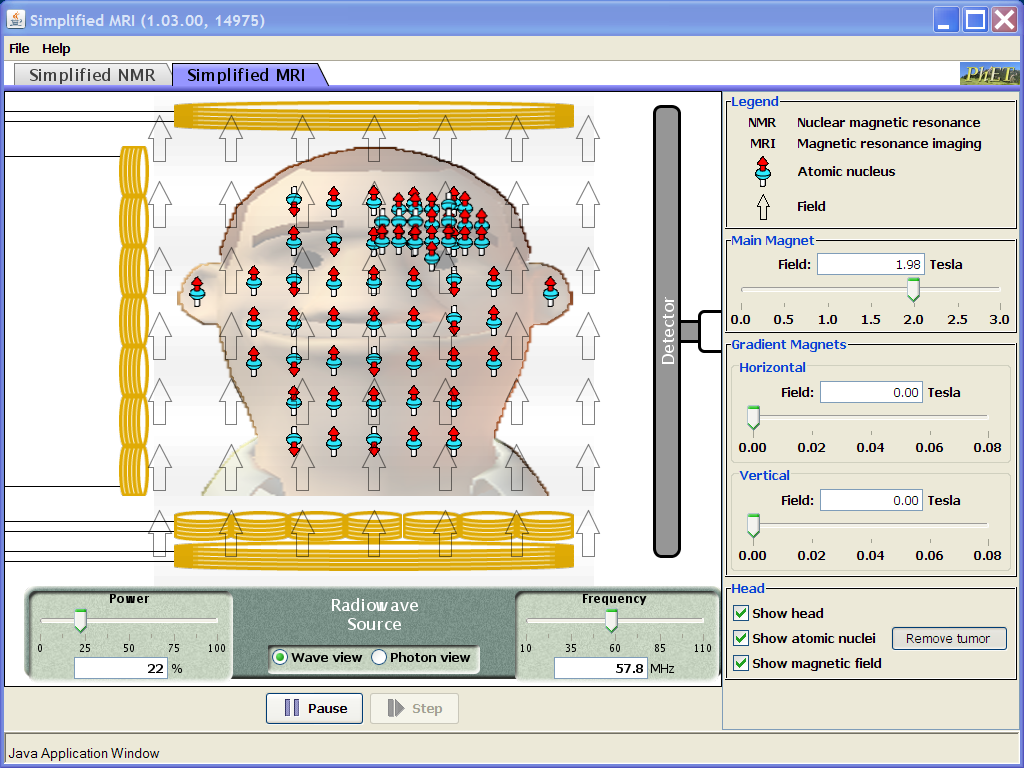 Simplified MRI (1.03.00, 14975)
File Help
Simplified NMR Simplified MRI
PhET
Legend
NMR Nuclear magnetic resonance
MRI Magnetic resonance imaging
Atomic nucleus
Field
Main Magnet
Field: 1.98 Tesla
0.0 0.5 1.0 1.5 2.0 2.5 3.0
Detector
Gradient Magnets
Horizontal
Field: 0.00 Tesla
0.00 0.02 0.04 0.06 0.08
Vertical
Field: 0.00 Tesla
0.00 0.02 0.04 0.06 0.08
Head
Show head
Show atomic nuclei
Remove tumor
Show magnetic field
Power
0 25 50 75 100
22 %
Radiowave
Source
Wave view Photon view
Frequency
10 35 60 85 110
57.8 MHz
Pause Step
Java Application Window